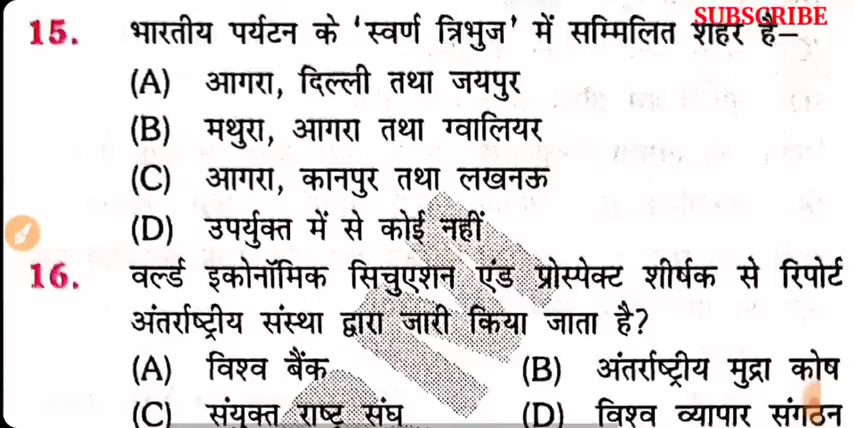 SUBSCRIBE
15. भारतीय पर्यटन के 'स्वर्ण त्रिभुज' में सम्मिलित शहर हैं–
(A) आगरा, दिल्ली तथा जयपुर
(B) मथुरा, आगरा तथा ग्वालियर
(C) आगरा, कानपुर तथा लखनऊ
(D) उपर्युक्त में से कोई नहीं
16. वर्ल्ड इकोनॉमिक सिचुएशन एंड प्रोस्पेक्ट शीर्षक से रिपोर्ट
अंतर्राष्ट्रीय संस्था द्वारा जारी किया जाता है?
(A) विश्व बैंक (B) अंतर्राष्ट्रीय मुद्रा कोष
(C) संयुक्त राष्ट्र संघ (D) विश्व व्यापार संगठन